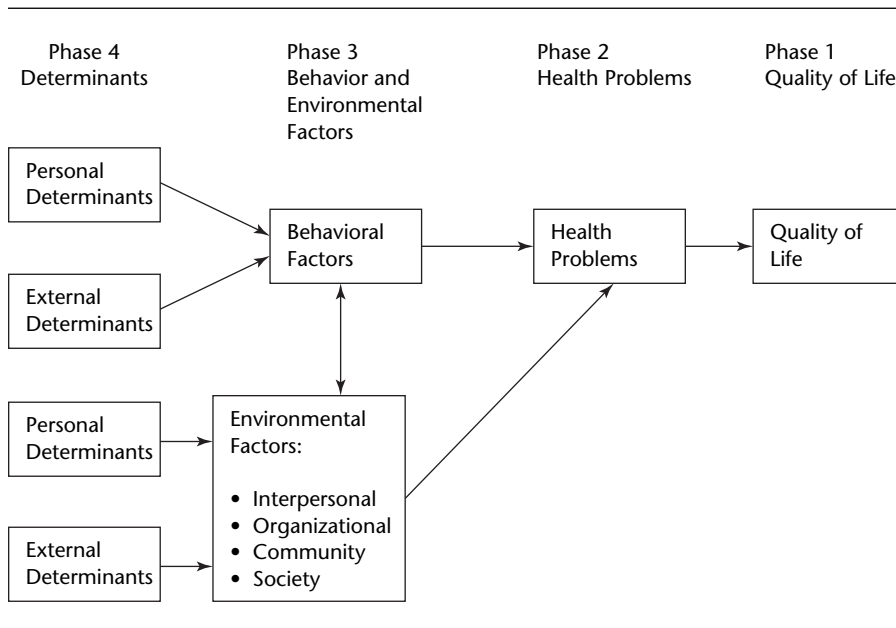 Phase 4
Determinants
Phase 3
Behavior and
Environmental
Factors
Phase 2
Health Problems
Phase 1
Quality of Life
Personal
Determinants
External
Determinants
Behavioral
Factors
Health
Problems
Quality of
Life
Personal
Determinants
External
Determinants
Environmental
Factors:
• Interpersonal
• Organizational
• Community
• Society